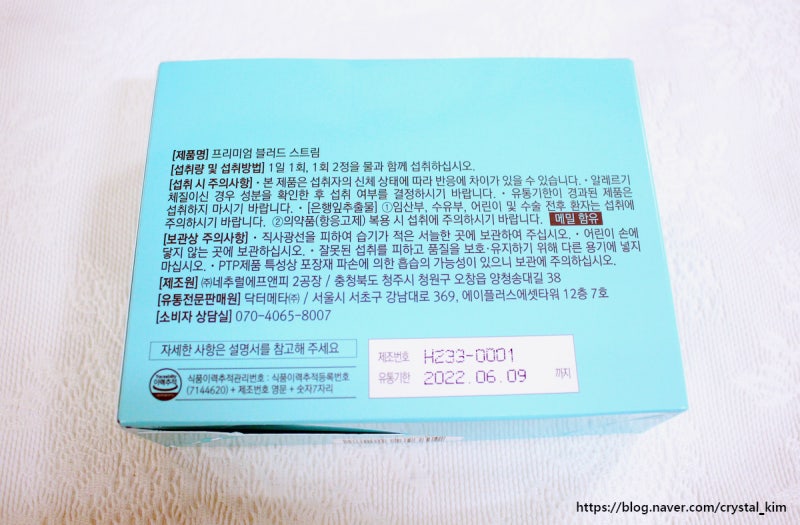 [제품명] 프리미엄 블러드 스트림
[섭취량 및 섭취방법] 1일 1회, 1회 2정을 물과 함께 섭취하십시오.
[섭취 시 주의사항]・본 제품은 섭취자의 신체 상태에 따라 반응에 차이가 있을 수 있습니다.・알레르기
체질이신 경우 성분을 확인한 후 섭취 여부를 결정하시기 바랍니다.・유통기한이 경과된 제품은
섭취하지 마시기 바랍니다.・[은행잎추출물] ①임산부, 수유부, 어린이 및 수술 전후 환자는 섭취에
주의하시기 바랍니다. ②의약품(항응고제) 복용 시 섭취에 주의하시기 바랍니다. 메밀 함유
[보관상 주의사항]・직사광선을 피하여 습기가 적은 서늘한 곳에 보관하여 주십시오.・어린이 손에
닿지 않는 곳에 보관하십시오.・잘못된 섭취를 피하고 품질을 보호·유지하기 위해 다른 용기에 넣지
마십시오.・PTP제품 특성상 포장재 파손에 의한 흡습의 가능성이 있으니 보관에 주의하십시오.
[제조원] ㈜네추럴에프앤피 2공장 / 충청북도 청주시 청원구 오창읍 양청송대길 38
[유통전문판매원] 닥터메타㈜ / 서울시 서초구 강남대로 369, 에이플러스에셋타워 12층 7호
[소비자 상담실] 070-4065-8007
자세한 사항은 설명서를 참고해 주세요
제조번호 HZ33-0001
유통기한 2022.06.09 까지
Traceability
이력추적
식품이력추적관리번호 : 식품이력추적등록번호
(7144620) + 제조번호 영문 + 숫자7자리
https://blog.naver.com/crystal_kim